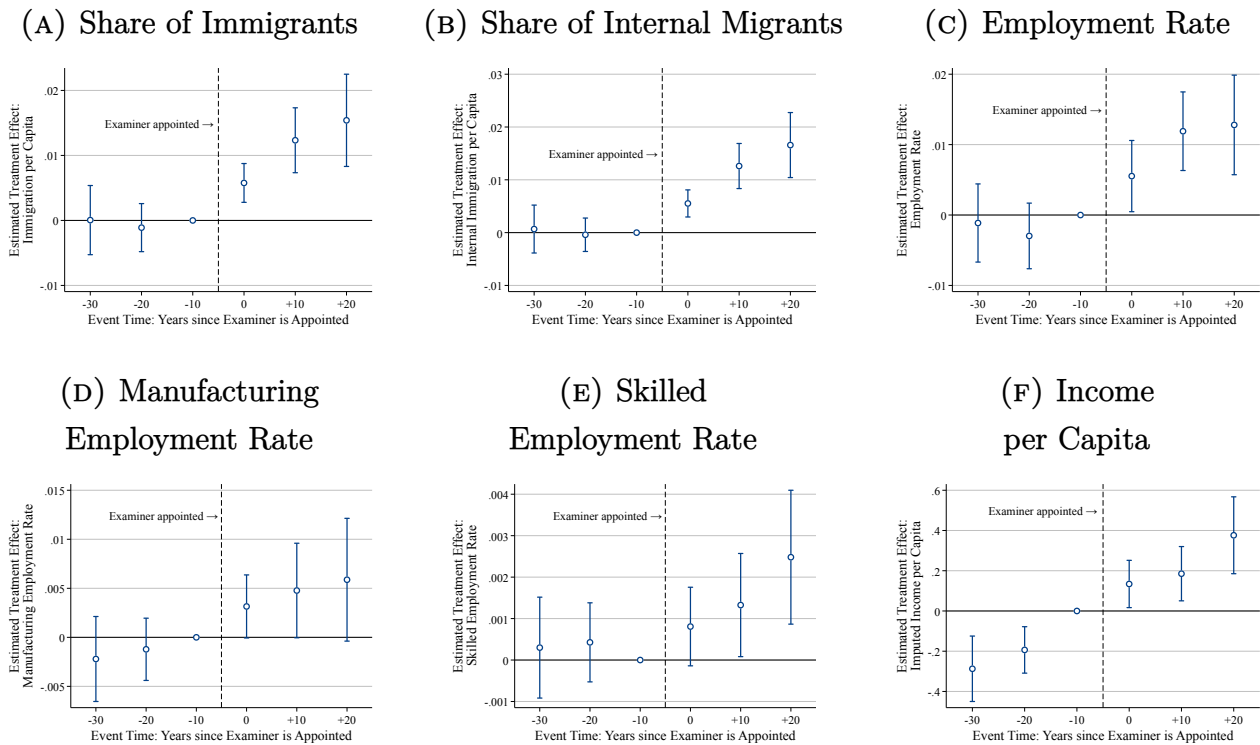 (A) Share of Immigrants
Estimated Treatment Effect:
Immigration per Capita
.02
.01
0
-.01
Examiner appointed →
-30 -20 -10 0 +10 +20
Event Time: Years since Examiner is Appointed
(B) Share of Internal Migrants
Estimated Treatment Effect:
Internal Immigration per Capita
.03
.02
.01
0
-.01
Examiner appointed →
-30 -20 -10 0 +10 +20
Event Time: Years since Examiner is Appointed
(C) Employment Rate
Estimated Treatment Effect:
Employment Rate
.02
.01
0
-.01
Examiner appointed →
-30 -20 -10 0 +10 +20
Event Time: Years since Examiner is Appointed
(D) Manufacturing
Employment Rate
Estimated Treatment Effect:
Manufacturing Employment Rate
.015
.01
.005
0
-.005
Examiner appointed →
-30 -20 -10 0 +10 +20
Event Time: Years since Examiner is Appointed
(E) Skilled
Employment Rate
Estimated Treatment Effect:
Skilled Employment Rate
.004
.003
.002
.001
0
-.001
Examiner appointed →
-30 -20 -10 0 +10 +20
Event Time: Years since Examiner is Appointed
(F) Income
per Capita
Estimated Treatment Effect:
Imputed Income per Capita
.6
.4
.2
0
-.2
-.4
Examiner appointed →
-30 -20 -10 0 +10 +20
Event Time: Years since Examiner is Appointed